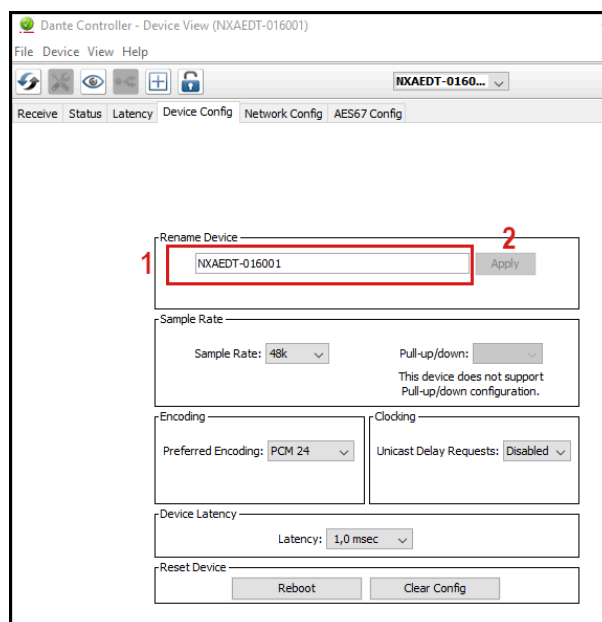 Dante Controller - Device View (NXAEDT-016001)
File Device View Help
NXAEDT-0160...
Receive Status Latency Device Config Network Config AES67 Config
Rename Device
2
1 NXAEDT-016001 Apply
Sample Rate
Sample Rate: 48k Pull-up/down:
This device does not support
Pull-up/down configuration.
Encoding Clocking
Preferred Encoding: PCM 24 Unicast Delay Requests: Disabled
Device Latency
Latency: 1,0 msec
Reset Device
Reboot Clear Config